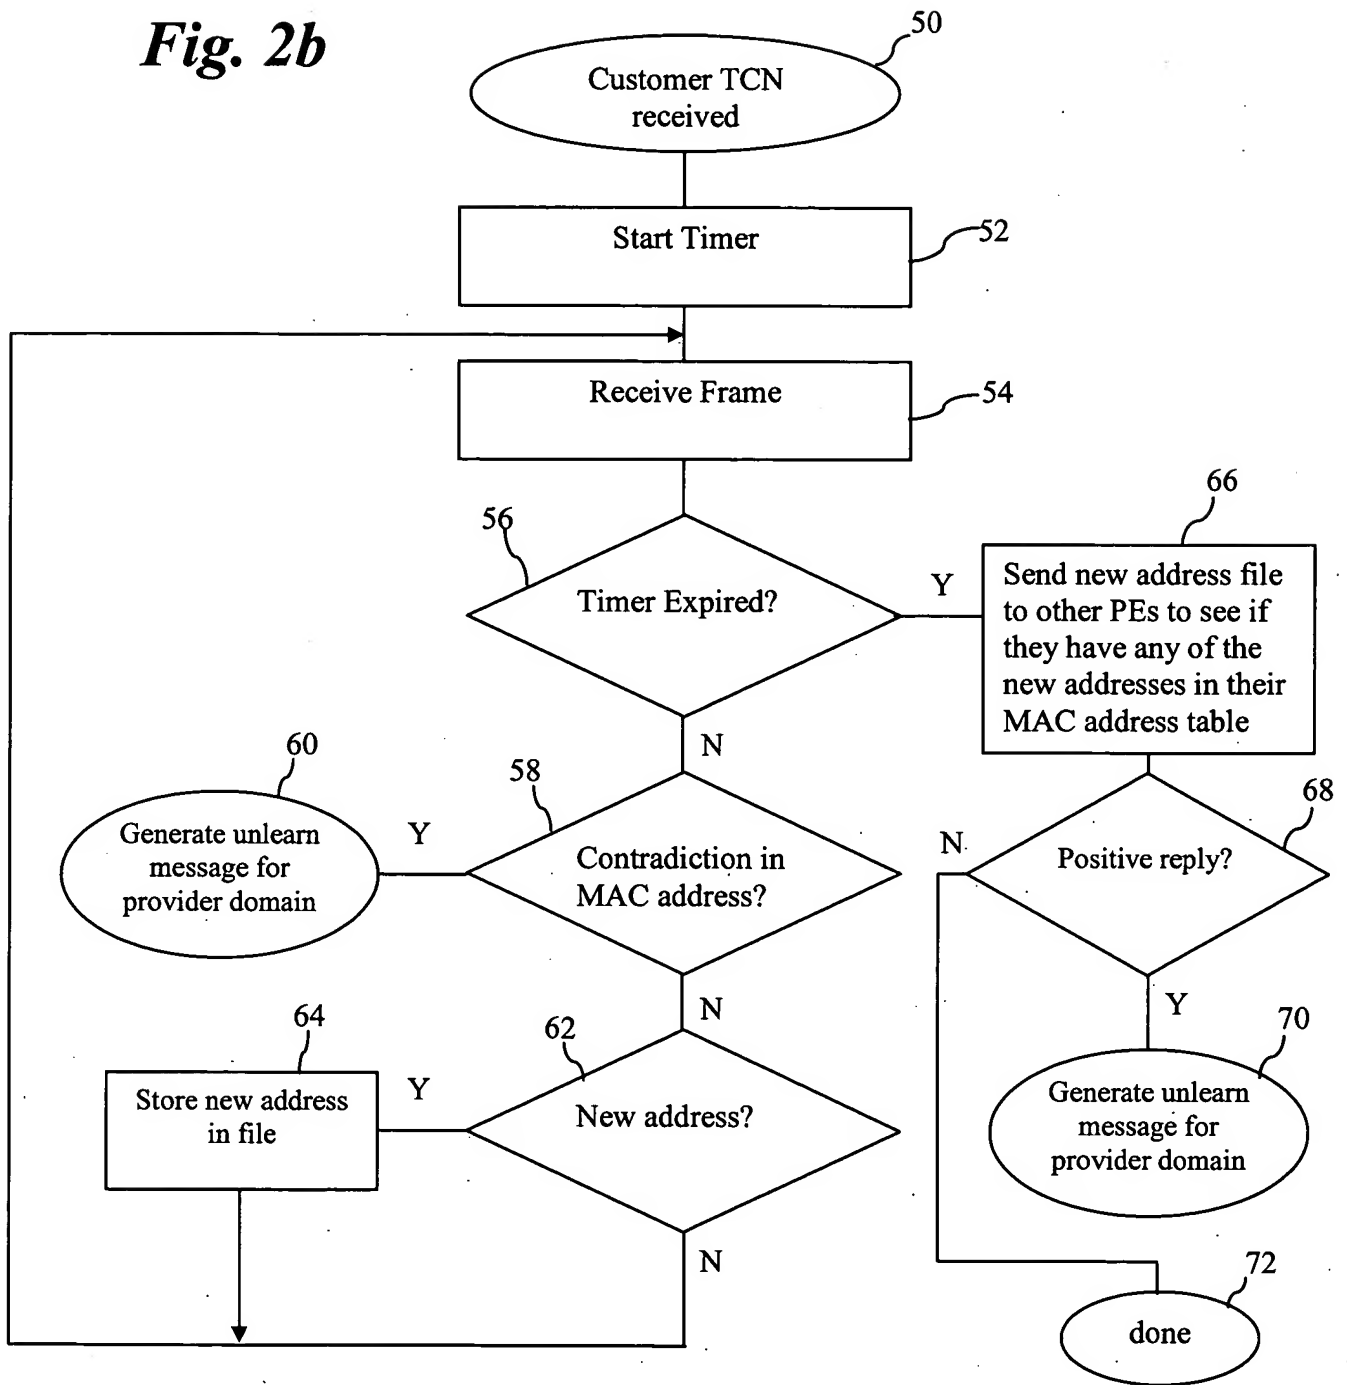 Fig. 2b
50
Customer TCN
received
Start Timer
52
Receive Frame
54
56
Timer Expired?
Y
66
Send new address file
to other PEs to see if
they have any of the
new addresses in their
MAC address table
N
60
Generate unlearn
message for
provider domain
Y
58
Contradiction in
MAC address?
N
68
Positive reply?
N
Y
64
Store new address
in file
Y
62
New address?
N
70
Generate unlearn
message for
provider domain
72
done